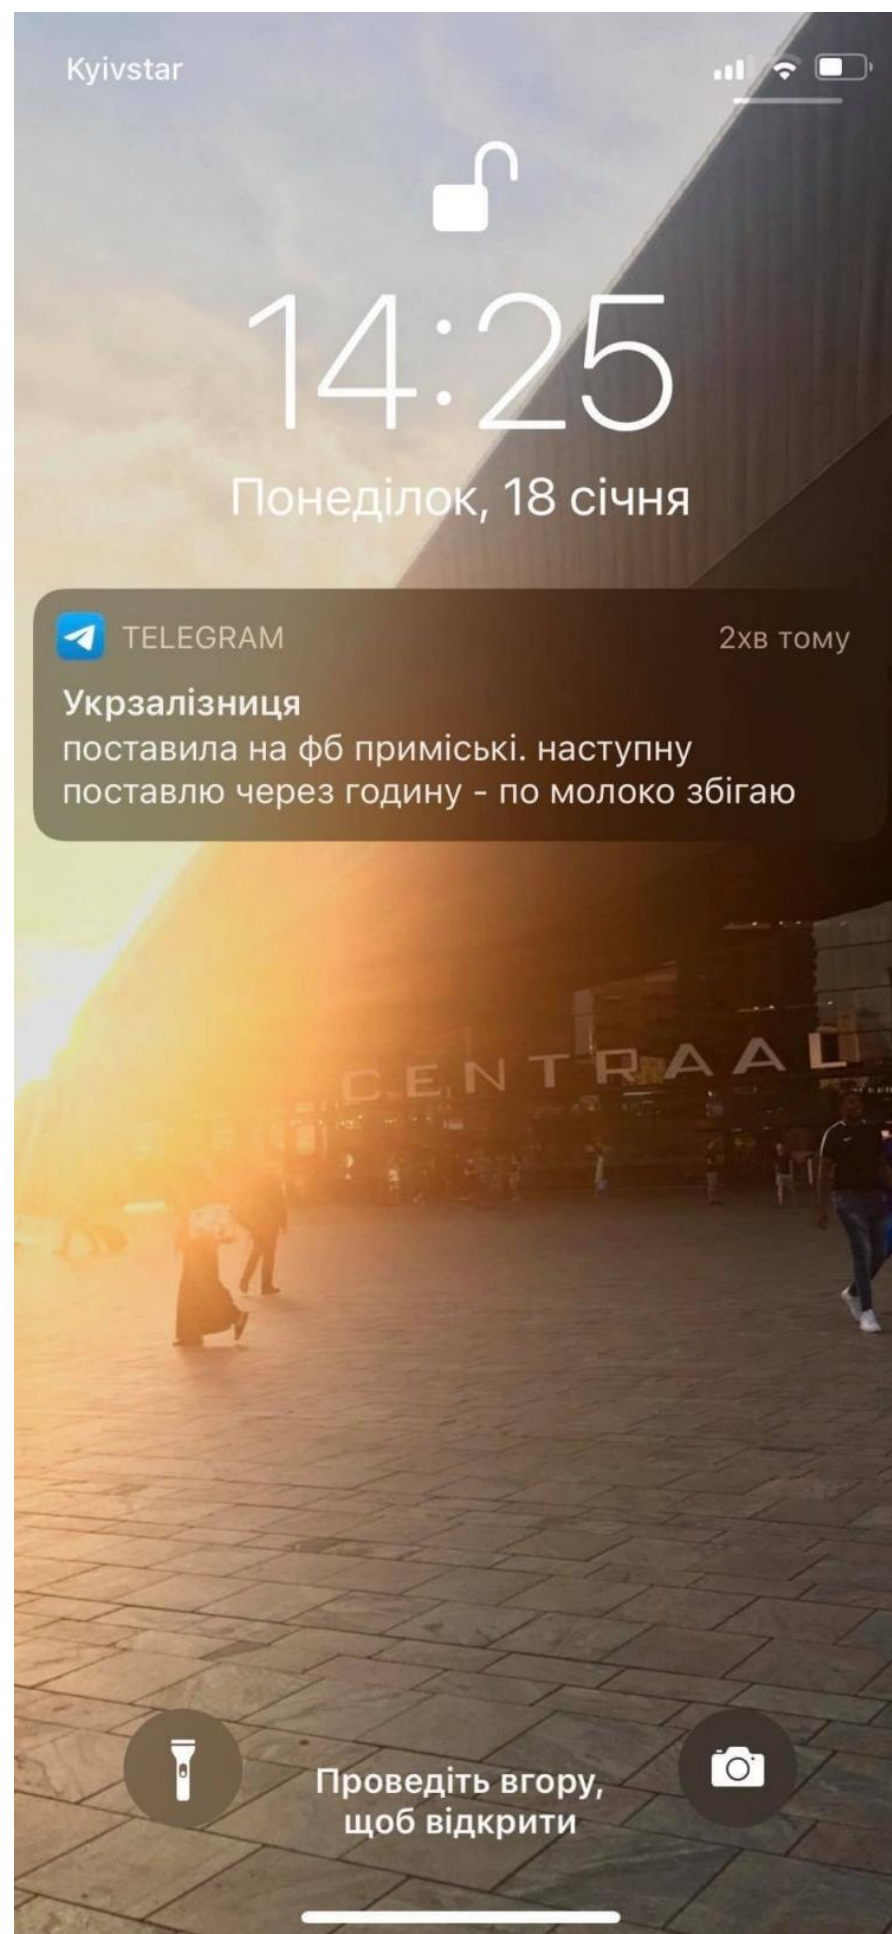 Kyivstar
14:25
Понеділок, 18 січня
TELEGRAM 2хв тому
Укрзалізниця
поставила на фб приміські. наступну
поставлю через годину - по молоко збігаю
CENTRAAL
Проведіть вгору,
щоб відкрити